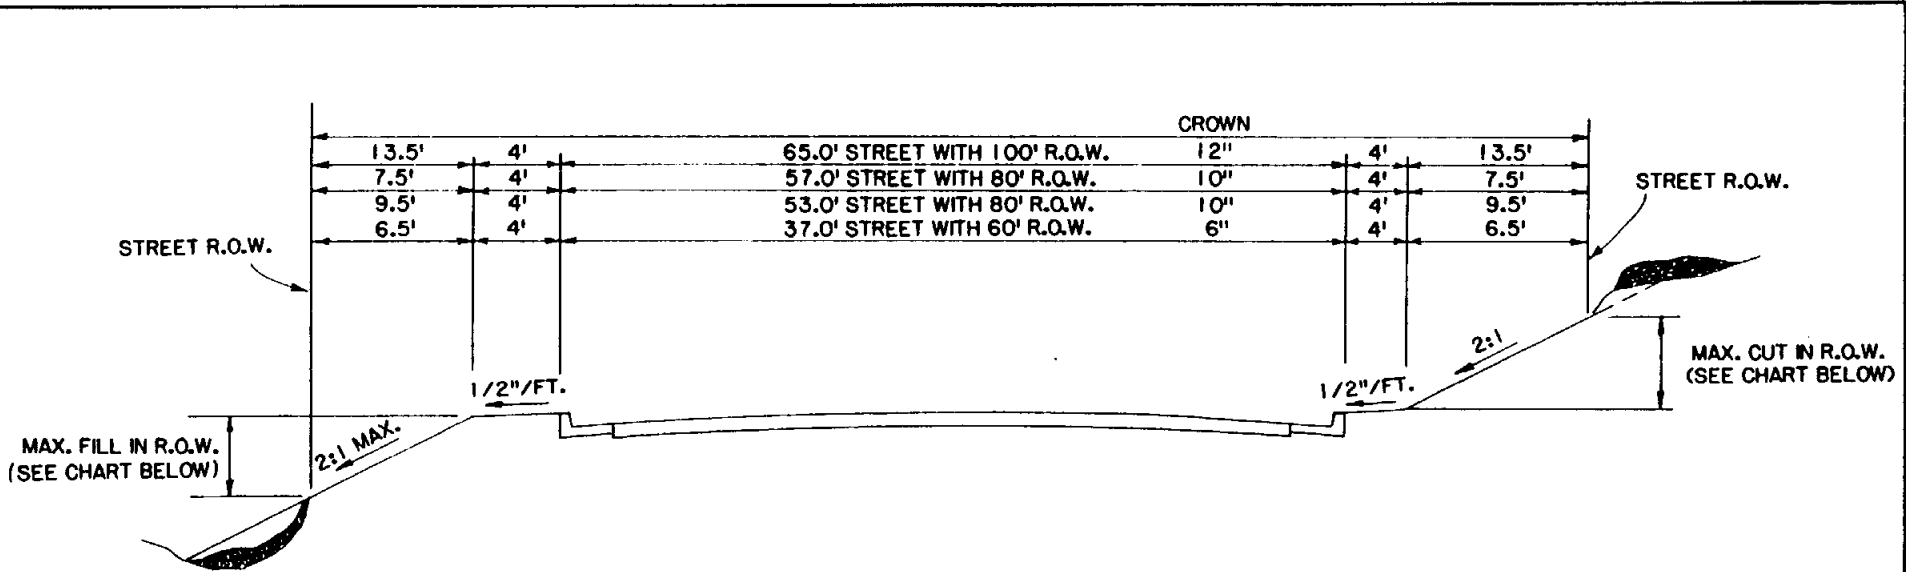 CROWN
13.5' 4' 65.0' STREET WITH 100' R.O.W. 12" 4' 13.5'
7.5' 4' 57.0' STREET WITH 80' R.O.W. 10" 4' 7.5'
9.5' 4' 53.0' STREET WITH 80' R.O.W. 10" 4' 9.5'
6.5' 4' 37.0' STREET WITH 60' R.O.W. 6" 4' 6.5'
STREET R.O.W.
STREET R.O.W.
2:1
MAX. CUT IN R.O.W.
(SEE CHART BELOW)
1/2"/FT.
1/2"/FT.
MAX. FILL IN R.O.W.
(SEE CHART BELOW)
2:1 MAX.